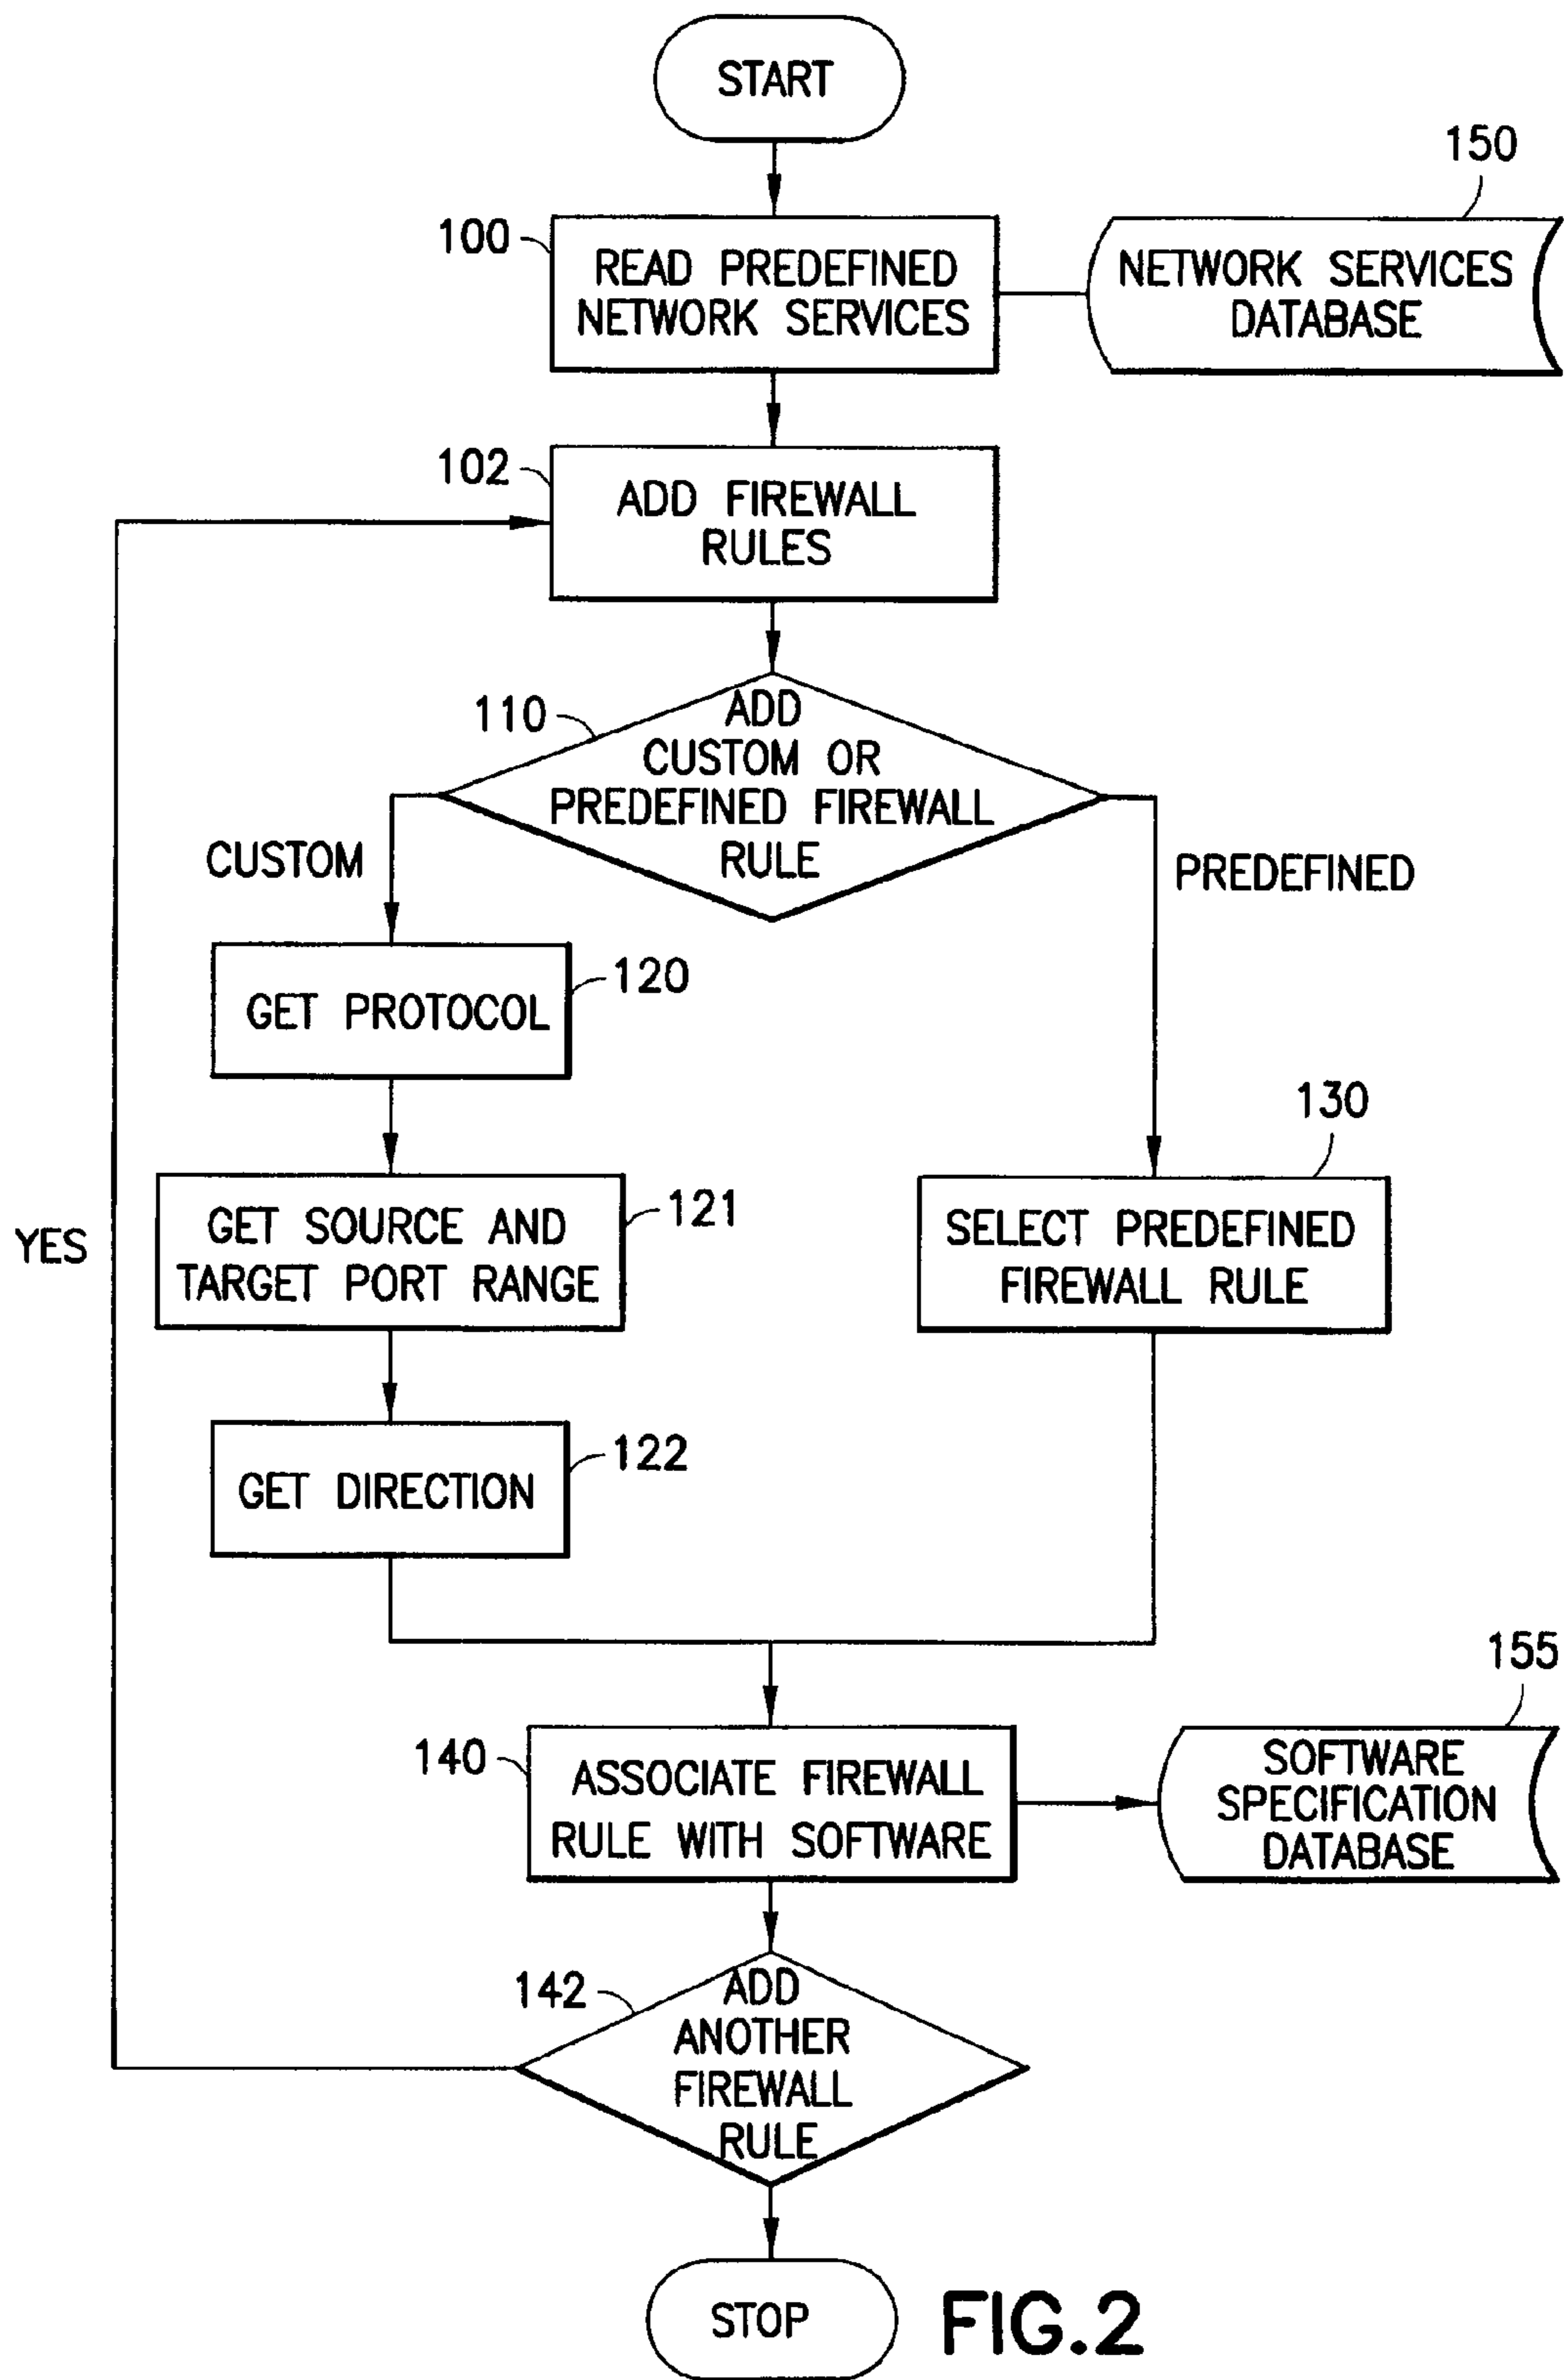 START
150
100
READ PREDEFINED
NETWORK SERVICES
NETWORK SERVICES
DATABASE
102
ADD FIREWALL
RULES
110
ADD
CUSTOM OR
PREDEFINED FIREWALL
RULE
CUSTOM
PREDEFINED
120
GET PROTOCOL
130
121
GET SOURCE AND
TARGET PORT RANGE
SELECT PREDEFINED
FIREWALL RULE
YES
122
GET DIRECTION
155
140
ASSOCIATE FIREWALL
RULE WITH SOFTWARE
SOFTWARE
SPECIFICATION
DATABASE
142
ADD
ANOTHER
FIREWALL
RULE
STOP
FIG.2